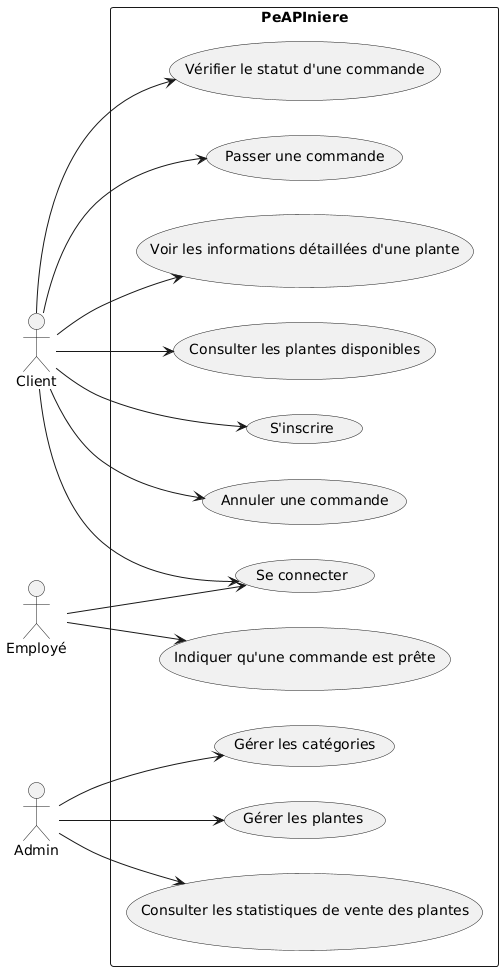 PeAPIniere
Vérifier le statut d'une commande
Passer une commande
Voir les informations détaillées d'une plante
Client
Consulter les plantes disponibles
S'inscrire
Annuler une commande
Se connecter
Employé
Indiquer qu'une commande est prête
Gérer les catégories
Admin
Gérer les plantes
Consulter les statistiques de vente des plantes